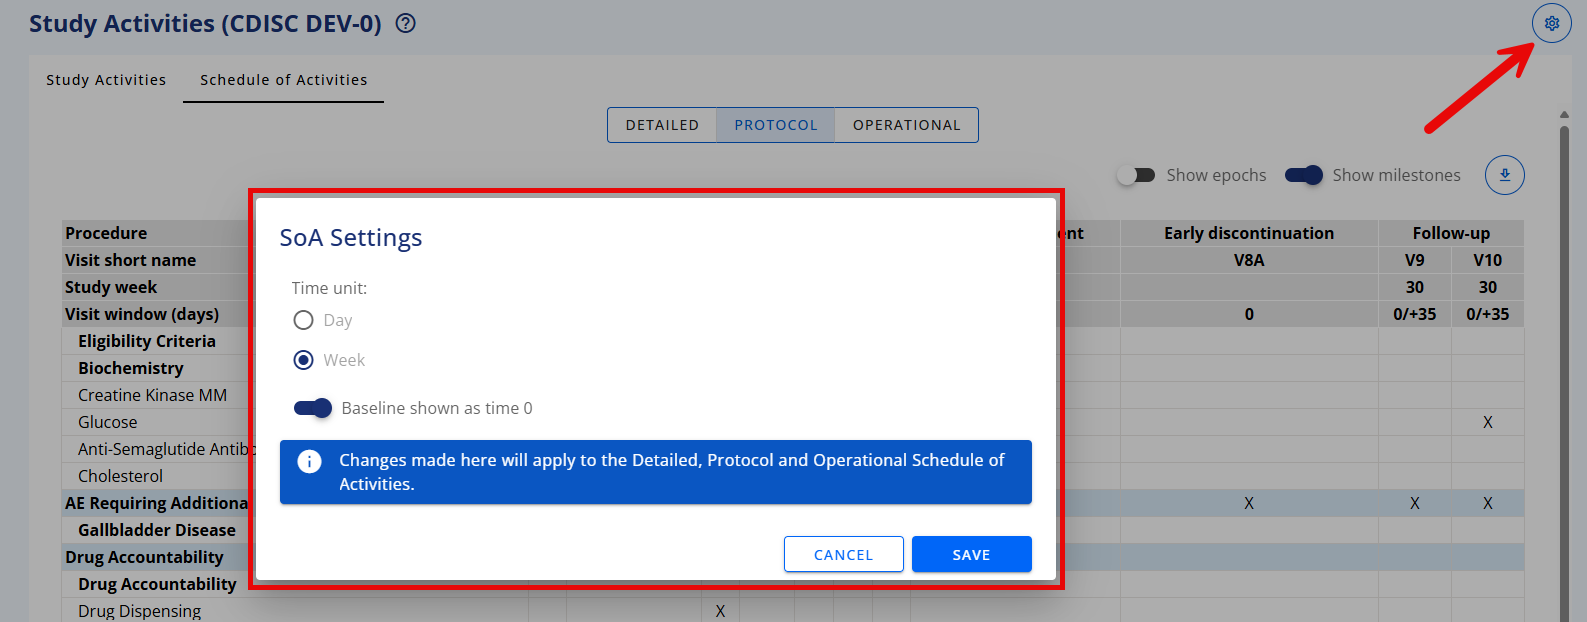 Study Activities (CDISC DEV-0) ?
Study Activities Schedule of Activities
DETAILED PROTOCOL OPERATIONAL
Show epochs Show milestones
Procedure Early discontinuation Follow-up
Visit short name V8A V9 V10
Study week 30 30
Visit window (days) 0 0/+35 0/+35
Eligibility Criteria
Biochemistry
Creatine Kinase MM
Glucose X
Anti-Semaglutide
Cholesterol
AE Requiring X X X
Gallbladder Disease
Drug Accountability
Drug Accountability
Drug Dispensing X
SoA Settings
Time unit:
Day
Week
Baseline shown as time 0
i Changes made here will apply to the Detailed, Protocol and Operational Schedule of
Activities.
CANCEL SAVE